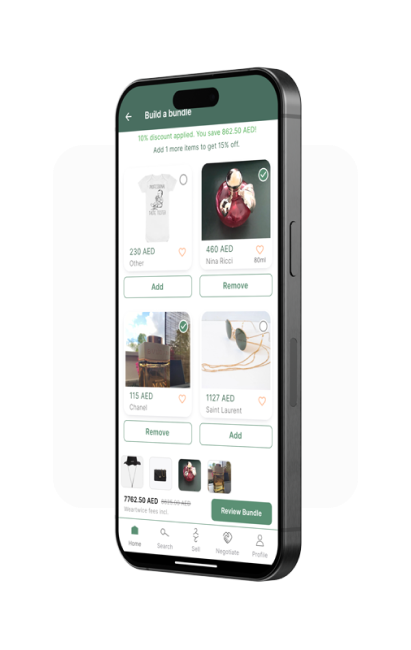 Build a bundle
10% discount applied. You save 862.50 AED!
Add 1 more items to get 15% off.
230 AED
Other
460 AED
Nina Ricci
80ml
Add
Remove
115 AED
Chanel
1127 AED
Saint Laurent
Remove
Add
7762.50 AED
Weartwice fees incl.
Review Bundle
Home
Search
Sell
Negotiate
Profile